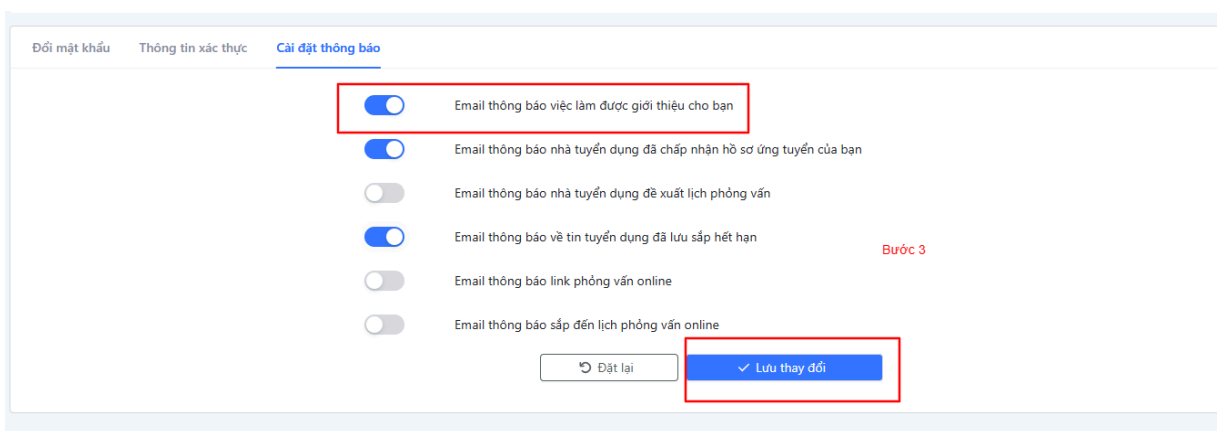 Đổi mật khẩu Thông tin xác thực Cài đặt thông báo
Email thông báo việc làm được giới thiệu cho bạn
Email thông báo nhà tuyển dụng đã chấp nhận hồ sơ ứng tuyển của bạn
Email thông báo nhà tuyển dụng đề xuất lịch phỏng vấn
Email thông báo về tin tuyển dụng đã lưu sắp hết hạn
Bước 3
Email thông báo link phỏng vấn online
Email thông báo sắp đến lịch phỏng vấn online
Đặt lại Lưu thay đổi